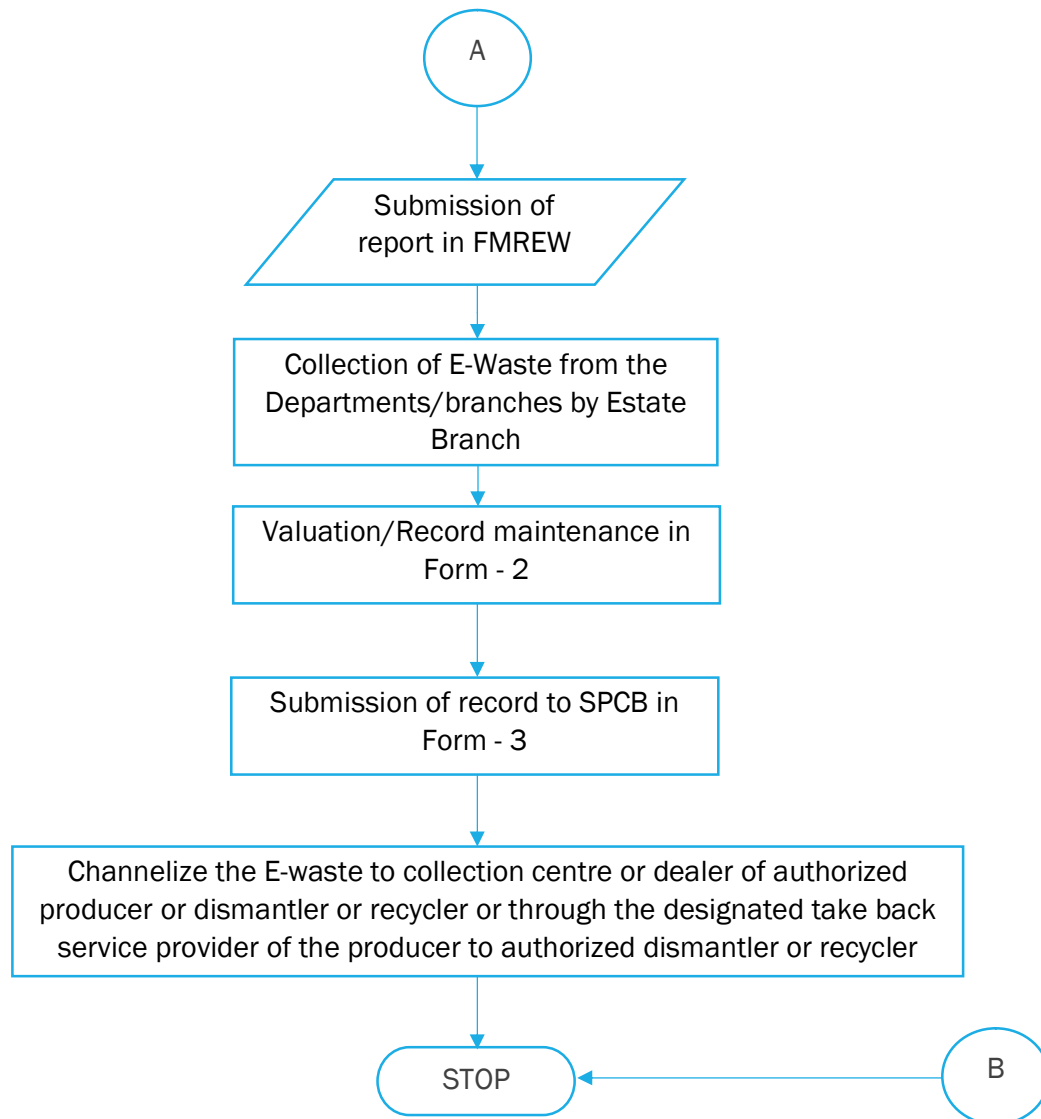 A
Submission of
report in FMREW
Collection of E-Waste from the
Departments/branches by Estate
Branch
Valuation/Record maintenance in
Form - 2
Submission of record to SPCB in
Form - 3
Channelize the E-waste to collection centre or dealer of authorized
producer or dismantler or recycler or through the designated take back
service provider of the producer to authorized dismantler or recycler
STOP
B